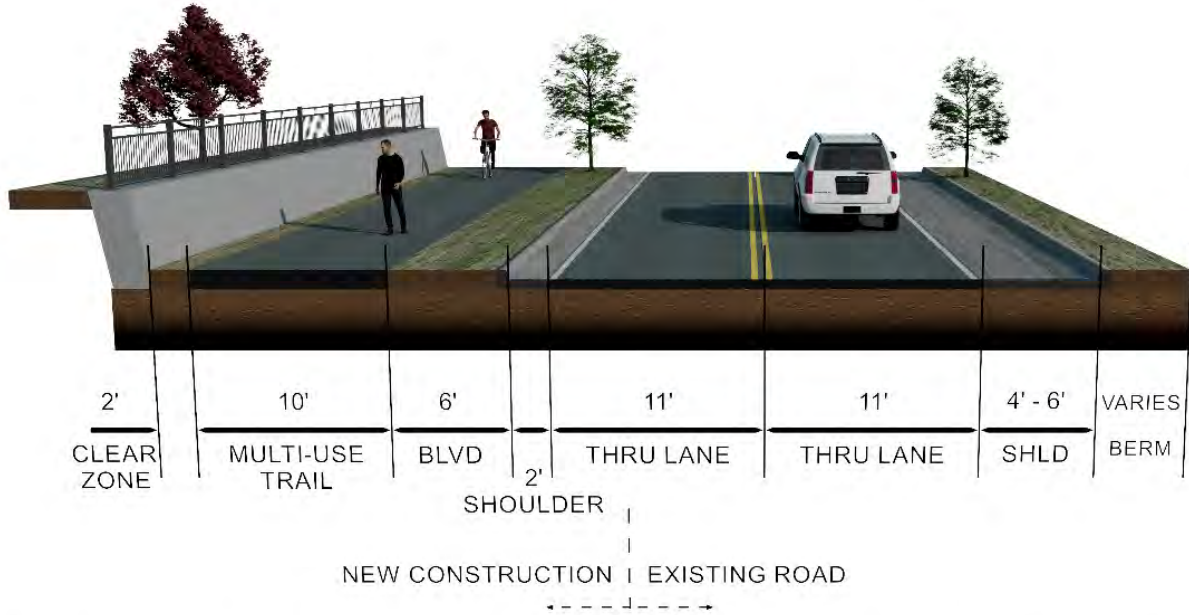 2' 10' 6' 11' 11' 4' - 6' VARIES
CLEAR ZONE
MULTI-USE TRAIL
BLVD
2' SHOULDER
THRU LANE
THRU LANE
SHLD
BERM
NEW CONSTRUCTION EXISTING ROAD